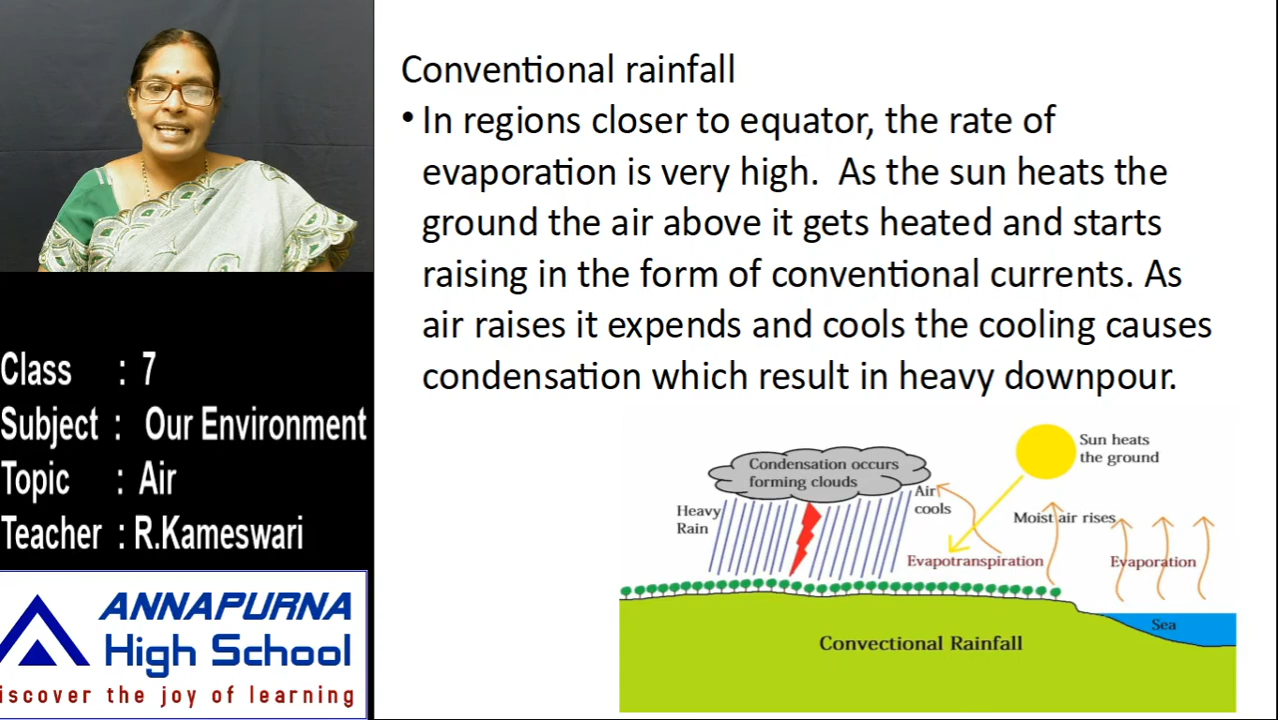 Conventional rainfall
• In regions closer to equator, the rate of
evaporation is very high.  As the sun heats the
ground the air above it gets heated and starts
raising in the form of conventional currents. As
air raises it expends and cools the cooling causes
condensation which result in heavy downpour.
Class : 7
Subject : Our Environment
Topic : Air
Teacher : R.Kameswari
ANNAPURNA
High School
iscover the joy of learning
Sun heats
the ground
Condensation occurs
forming clouds
Air
cools
Heavy
Rain
Moist air rises
Evapotranspiration
Evaporation
Sea
Convectional Rainfall